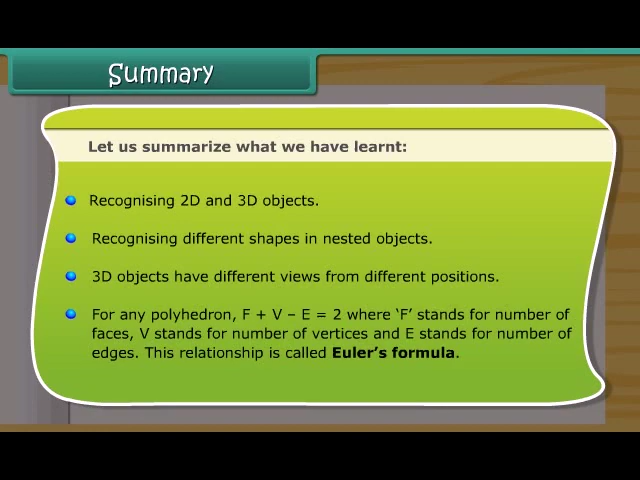 Summary
Let us summarize what we have learnt:
Recognising 2D and 3D objects.
Recognising different shapes in nested objects.
3D objects have different views from different positions.
For any polyhedron, F + V – E = 2 where ‘F’ stands for number of
faces, V stands for number of vertices and E stands for number of
edges. This relationship is called Euler’s formula.